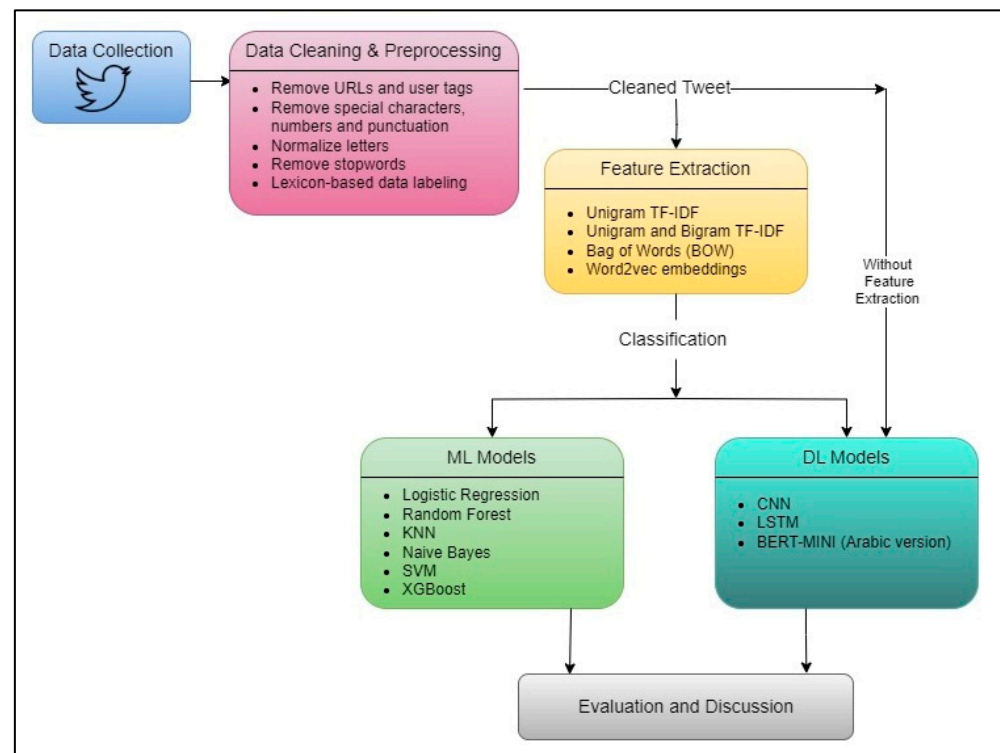 Data Collection
Data Cleaning & Preprocessing
Remove URLs and user tags
Remove special characters,
numbers and punctuation
Normalize letters
Remove stopwords
Lexicon-based data labeling
Cleaned Tweet
Feature Extraction
Unigram TF-IDF
Unigram and Bigram TF-IDF
Bag of Words (BOW)
Word2vec embeddings
Without
Feature
Extraction
Classification
ML Models
Logistic Regression
Random Forest
KNN
Naive Bayes
SVM
XGBoost
DL Models
CNN
LSTM
BERT-MINI (Arabic version)
Evaluation and Discussion